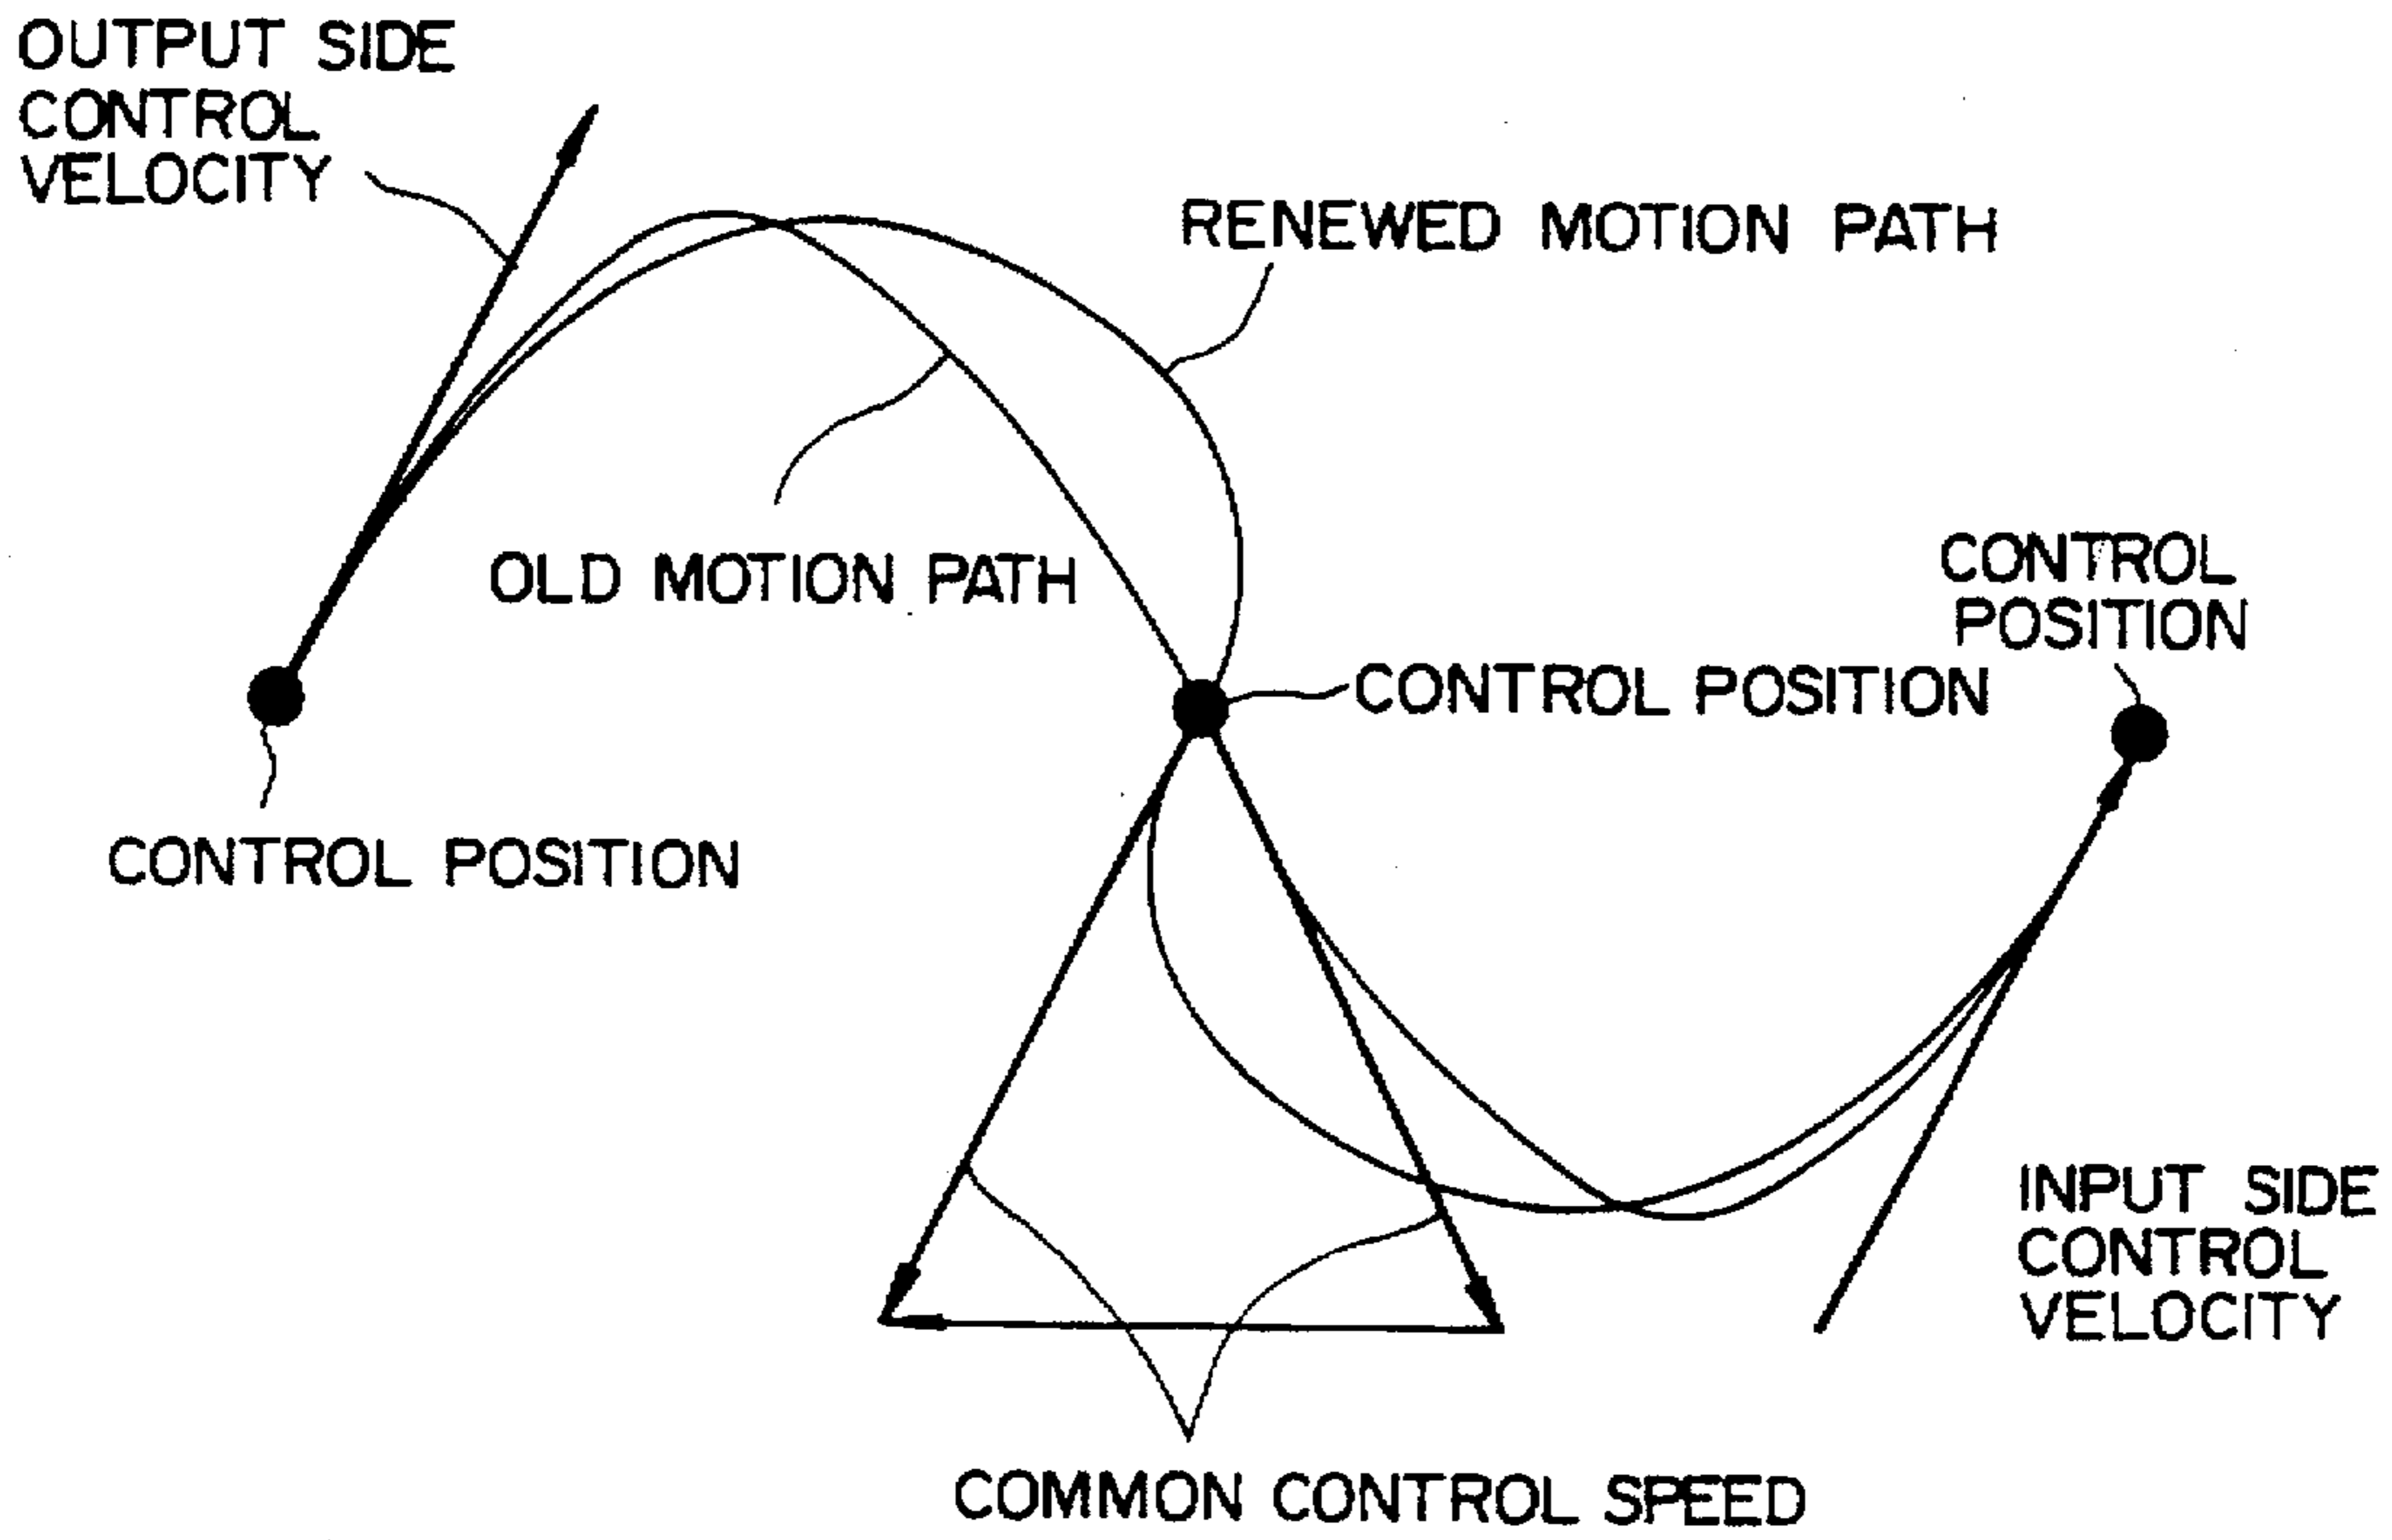 OUTPUT SIDE
CONTROL
VELOCITY
RENEWED MOTION PATH
OLD MOTION PATH
CONTROL
POSITION
CONTROL POSITION
CONTROL POSITION
INPUT SIDE
CONTROL
VELOCITY
COMMON CONTROL SPEED